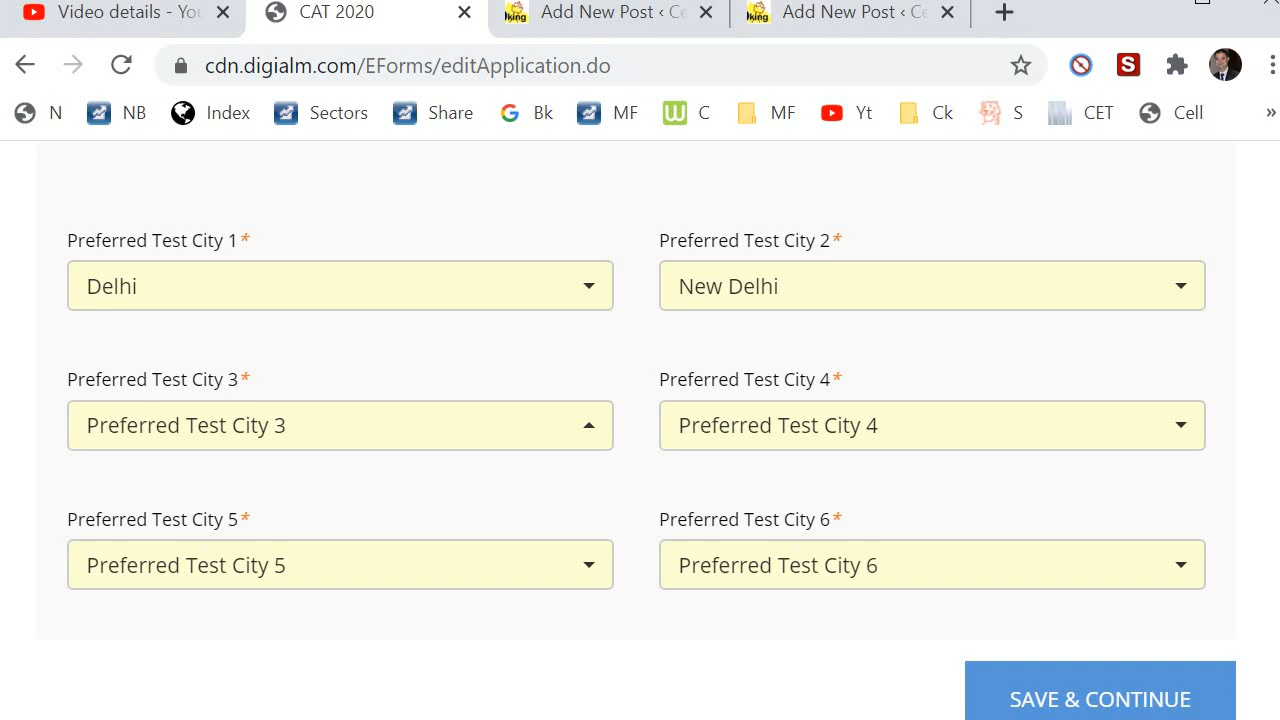 Video details - You
CAT 2020
Add New Post ‹ Ce
Add New Post ‹ Ce
cdn.digialm.com/EForms/editApplication.do
S
N NB Index Sectors Share Bk MF C MF Yt Ck S CET Cell »
Preferred Test City 1* Preferred Test City 2*
Delhi New Delhi
Preferred Test City 3* Preferred Test City 4*
Preferred Test City 3 Preferred Test City 4
Preferred Test City 5* Preferred Test City 6*
Preferred Test City 5 Preferred Test City 6
SAVE & CONTINUE